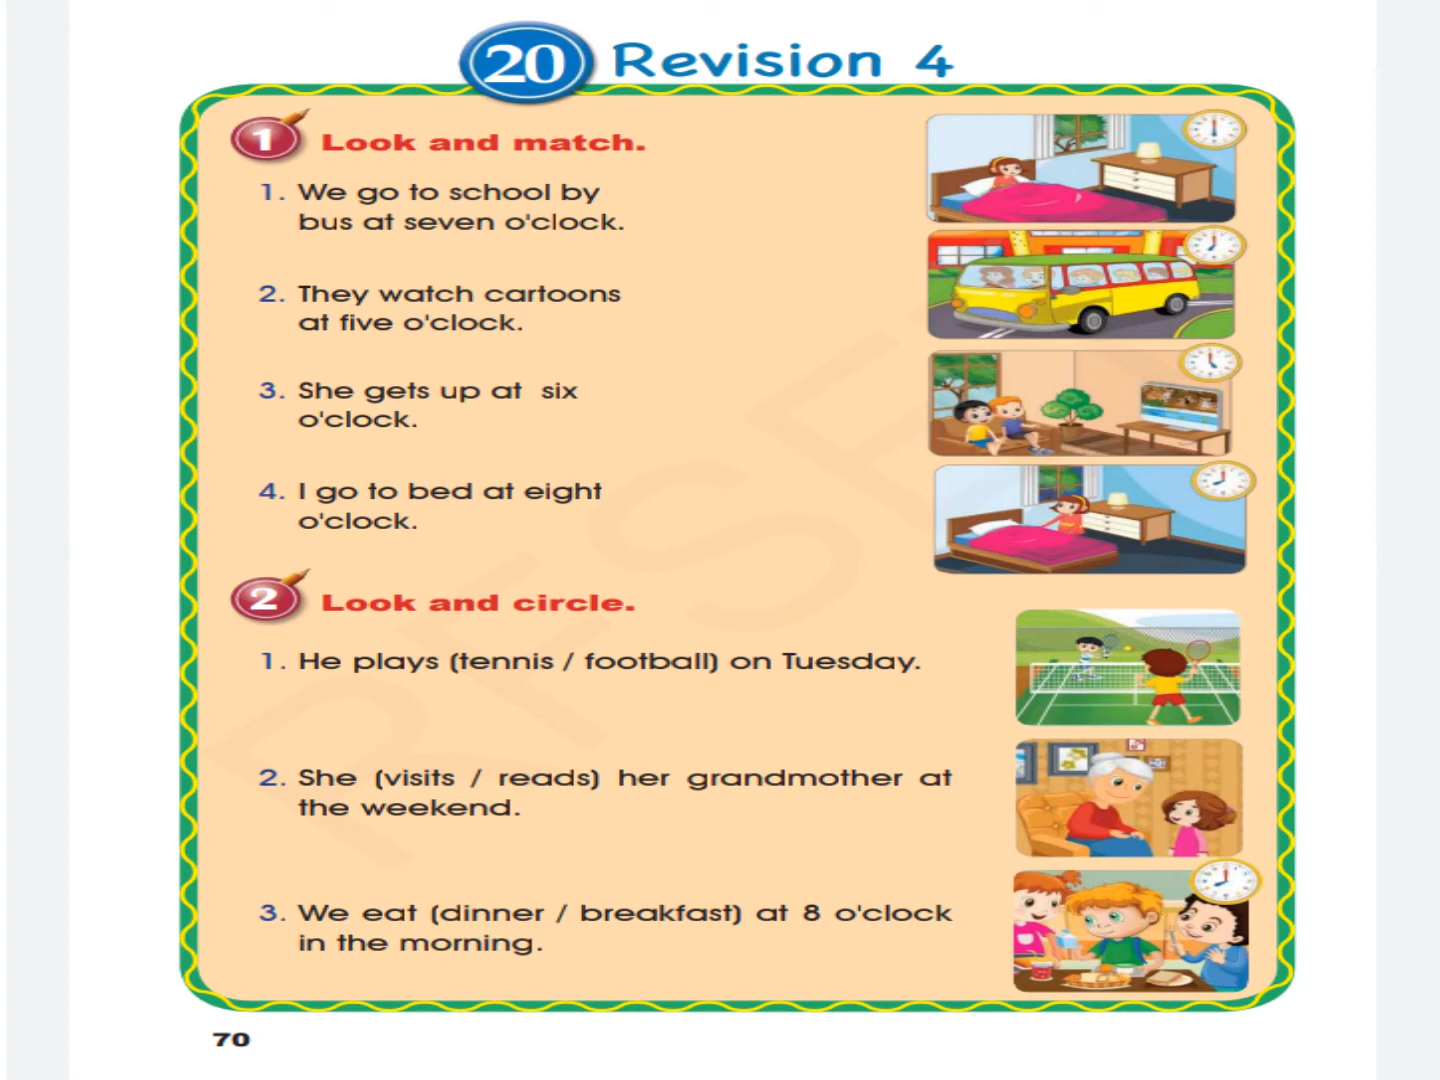 20 Revision 4
1 Look and match.
1. We go to school by
bus at seven o'clock.
2. They watch cartoons
at five o'clock.
3. She gets up at six
o'clock.
4. I go to bed at eight
o'clock.
2 Look and circle.
1. He plays (tennis / football) on Tuesday.
2. She (visits / reads) her grandmother at
the weekend.
3. We eat (dinner / breakfast) at 8 o'clock
in the morning.
70